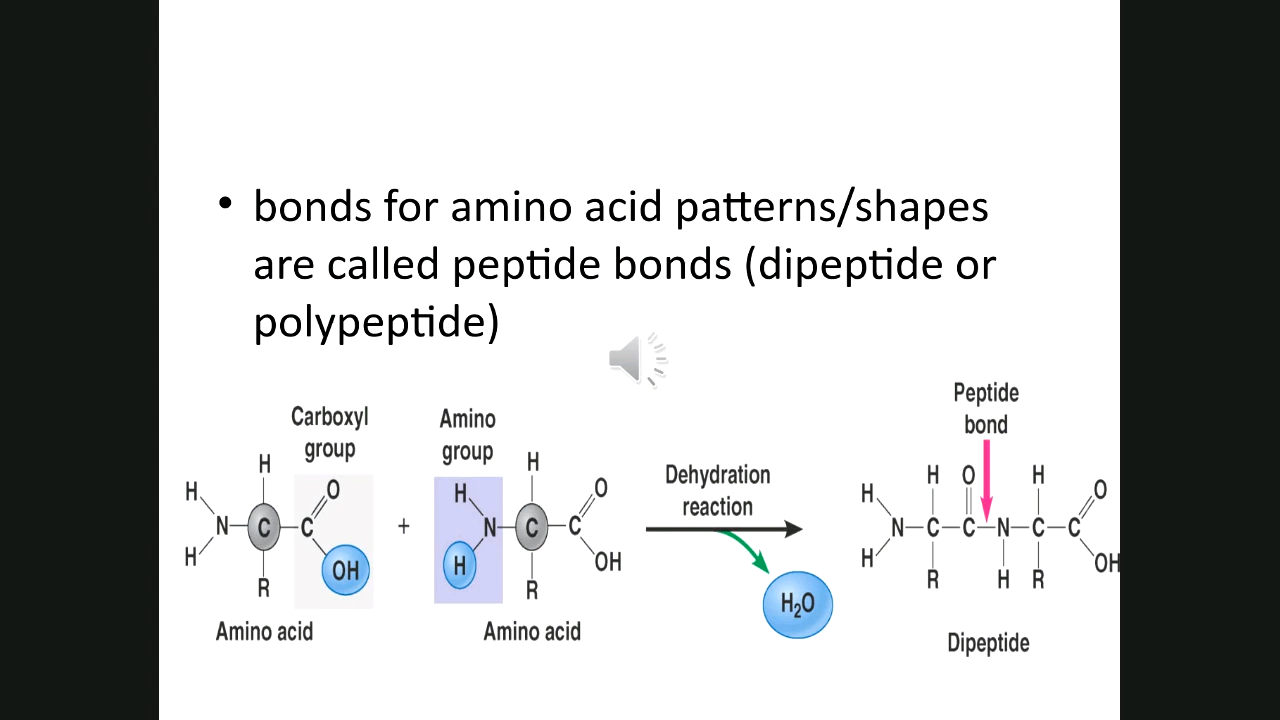 • bonds for amino acid patterns/shapes
are called peptide bonds (dipeptide or
polypeptide)
Carboxyl
group
Amino
group
Dehydration
reaction
Peptide
bond
H
H
N
H
C
R
C
O
OH
+
H
H
N
H
C
R
C
O
OH
H₂O
H
H
N
H
C
R
O
C
N
H
H
C
R
C
O
OH
Amino acid
Amino acid
Dipeptide